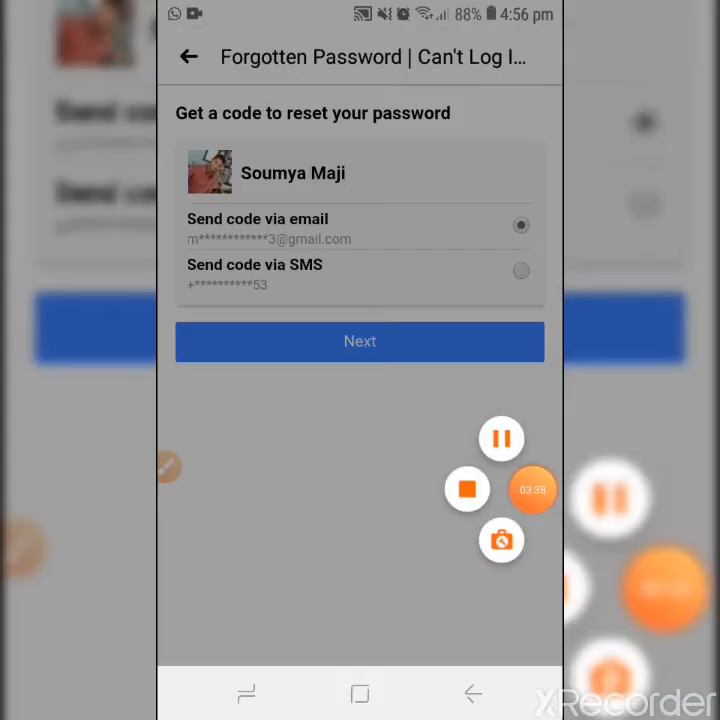 88% 4:56 pm
Forgotten Password | Can't Log I...
Get a code to reset your password
Soumya Maji
Send code via email
m************3@gmail.com
Send code via SMS
+**********53
Next
03:38
XRecorder